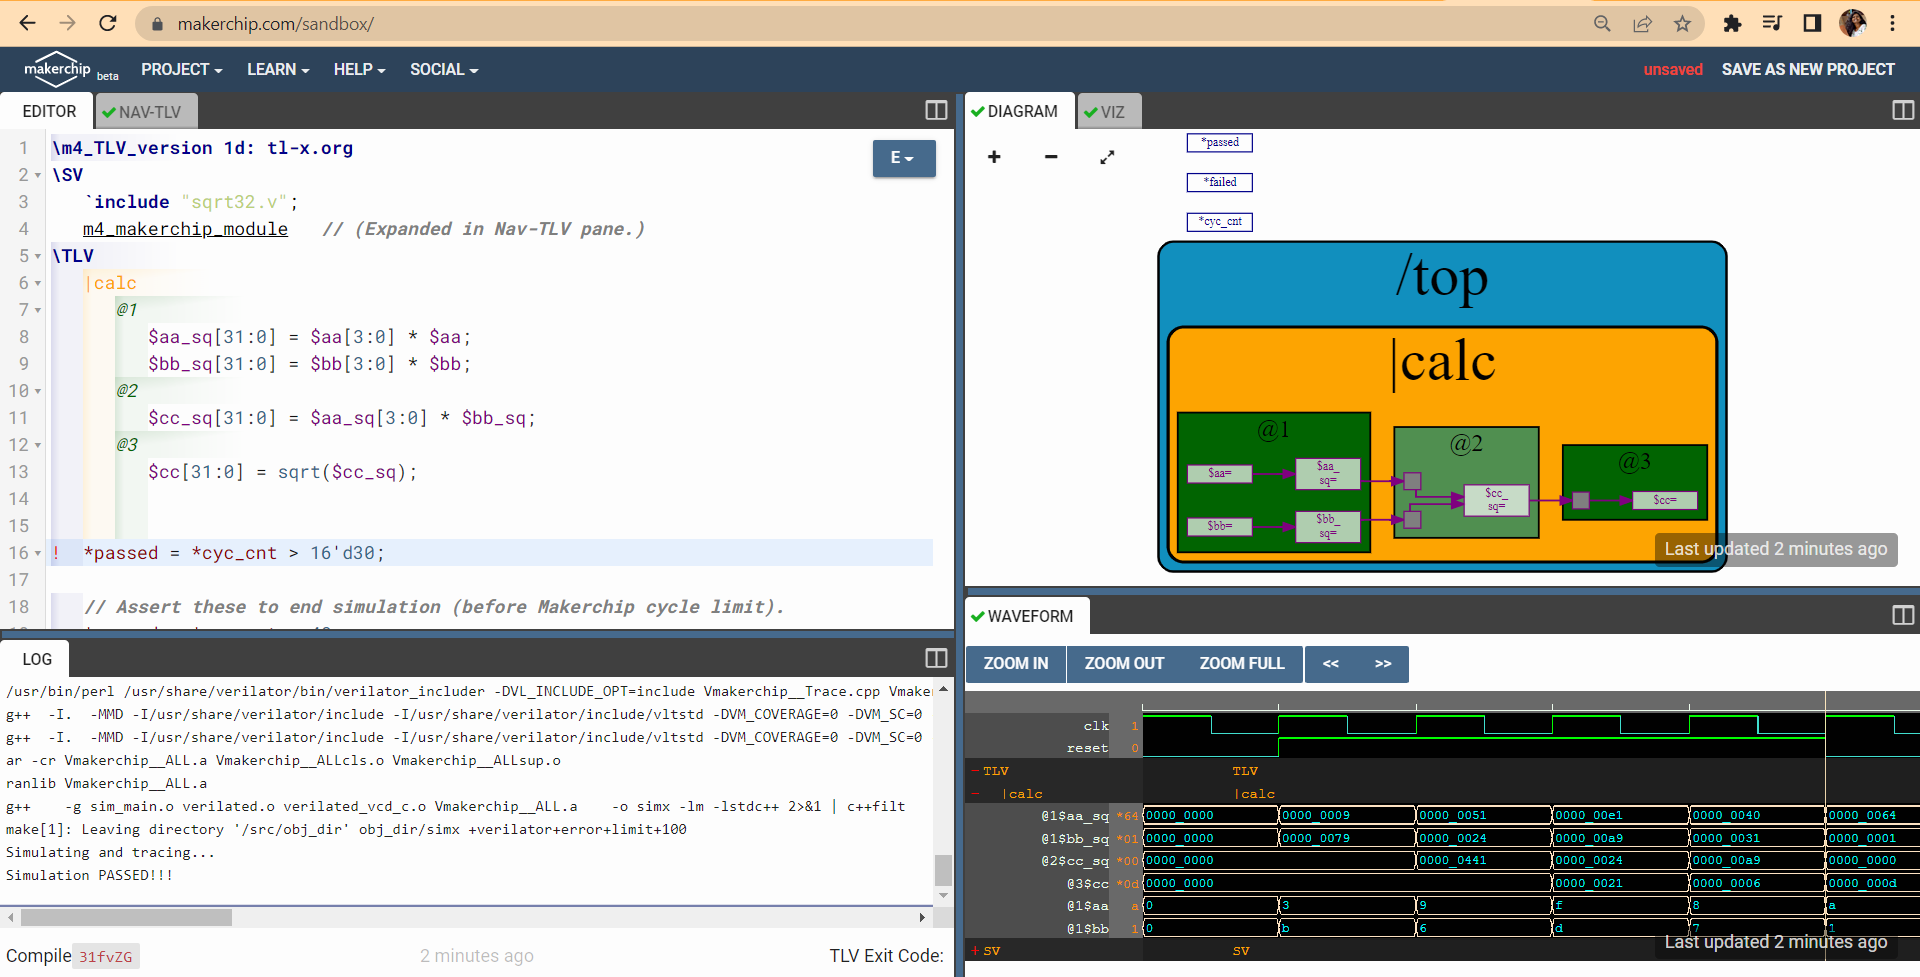 makerchip.com/sandbox/
makerchip beta PROJECT LEARN HELP SOCIAL unsaved SAVE AS NEW PROJECT
EDITOR NAV-TLV
E
1 \m4_TLV_version 1d: tl-x.org
2 \SV
3 `include "sqrt32.v";
4 m4_makerchip_module // (Expanded in Nav-TLV pane.)
5 \TLV
6 |calc
7 @1
8 $aa_sq[31:0] = $aa[3:0] * $aa;
9 $bb_sq[31:0] = $bb[3:0] * $bb;
10 @2
11 $cc_sq[31:0] = $aa_sq[3:0] * $bb_sq;
12 @3
13 $cc[31:0] = sqrt($cc_sq);
14
15
16 ! *passed = *cyc_cnt > 16'd30;
17
18 // Assert these to end simulation (before Makerchip cycle limit).
LOG
/usr/bin/perl /usr/share/verilator/bin/verilator_includer -DVL_INCLUDE_OPT=include Vmakerchip__Trace.cpp Vmaker
g++ -I. -MMD -I/usr/share/verilator/include -I/usr/share/verilator/include/vltstd -DVM_COVERAGE=0 -DVM_SC=0
g++ -I. -MMD -I/usr/share/verilator/include -I/usr/share/verilator/include/vltstd -DVM_COVERAGE=0 -DVM_SC=0
ar -cr Vmakerchip__ALL.a Vmakerchip__ALLcls.o Vmakerchip__ALLsup.o
ranlib Vmakerchip__ALL.a
g++ -g sim_main.o verilated.o verilated_vcd_c.o Vmakerchip__ALL.a -o simx -lm -lstdc++ 2>&1 | c++filt
make[1]: Leaving directory '/src/obj_dir' obj_dir/simx +verilator+error+limit+100
Simulating and tracing...
Simulation PASSED!!!
Compile 31fvZG 2 minutes ago TLV Exit Code:
DIAGRAM VIZ
*passed
*failed
*cyc_cnt
/top
|calc
@1
$aa=
$aa_
sq=
$bb=
$bb_
sq=
@2
$cc_
sq=
@3
$cc=
Last updated 2 minutes ago
WAVEFORM
ZOOM IN ZOOM OUT ZOOM FULL << >>
clk 1
reset 0
-TLV TLV
- |calc |calc
@1$aa_sq *64 0000_0000 0000_0009 0000_0051 0000_00e1 0000_0040 0000_0064
@1$bb_sq *01 0000_0000 0000_0079 0000_0024 0000_00a9 0000_0031 0000_0001
@2$cc_sq *00 0000_0000 0000_0441 0000_0024 0000_00a9 0000_0000
@3$cc *0d 0000_0000 0000_0021 0000_0006 0000_000d
@1$aa a 0 3 9 f 8 a
@1$bb 1 0 b 6 d 7 1
+SV SV
Last updated 2 minutes ago